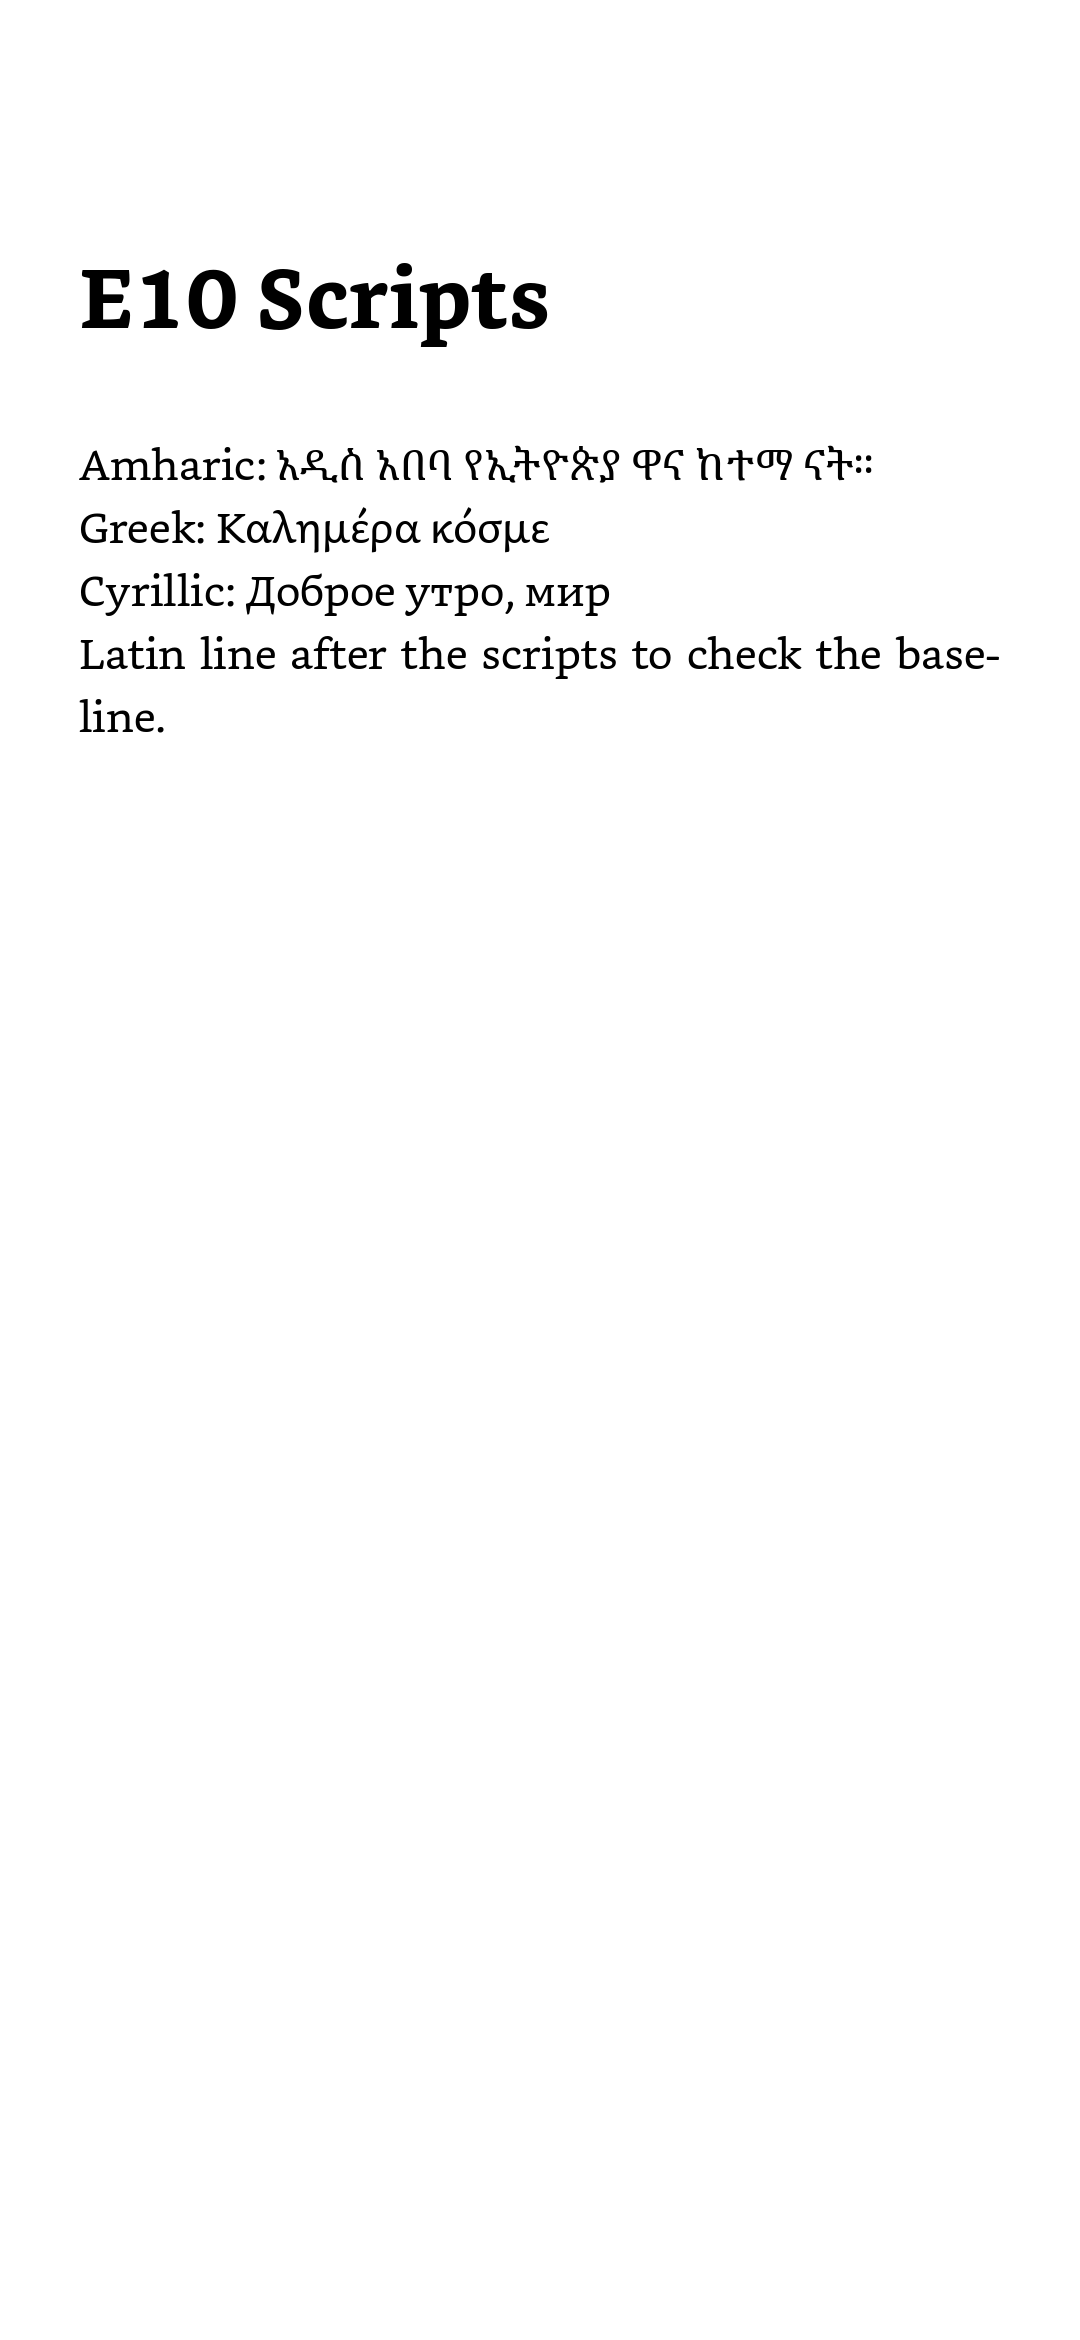 E10 Scripts
Amharic: አዲስ አበባ የኢትዮጵያ ዋና ከተማ ናት።
Greek: Καλημέρα κόσμε
Cyrillic: Доброе утро, мир
Latin line after the scripts to check the base-
line.